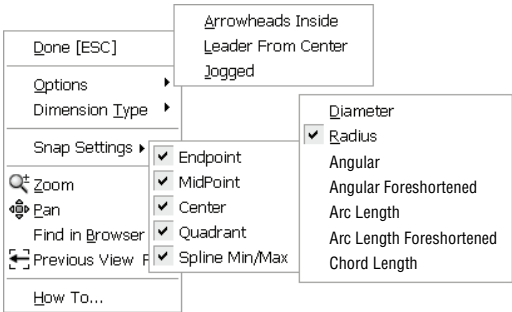 Arrowheads Inside
Leader From Center
Jogged
Done [ESC]
Options
Dimension Type
Snap Settings
Zoom
Pan
Find in Browser
Previous View F
How To...
Endpoint
MidPoint
Center
Quadrant
Spline Min/Max
Diameter
Radius
Angular
Angular Foreshortened
Arc Length
Arc Length Foreshortened
Chord Length